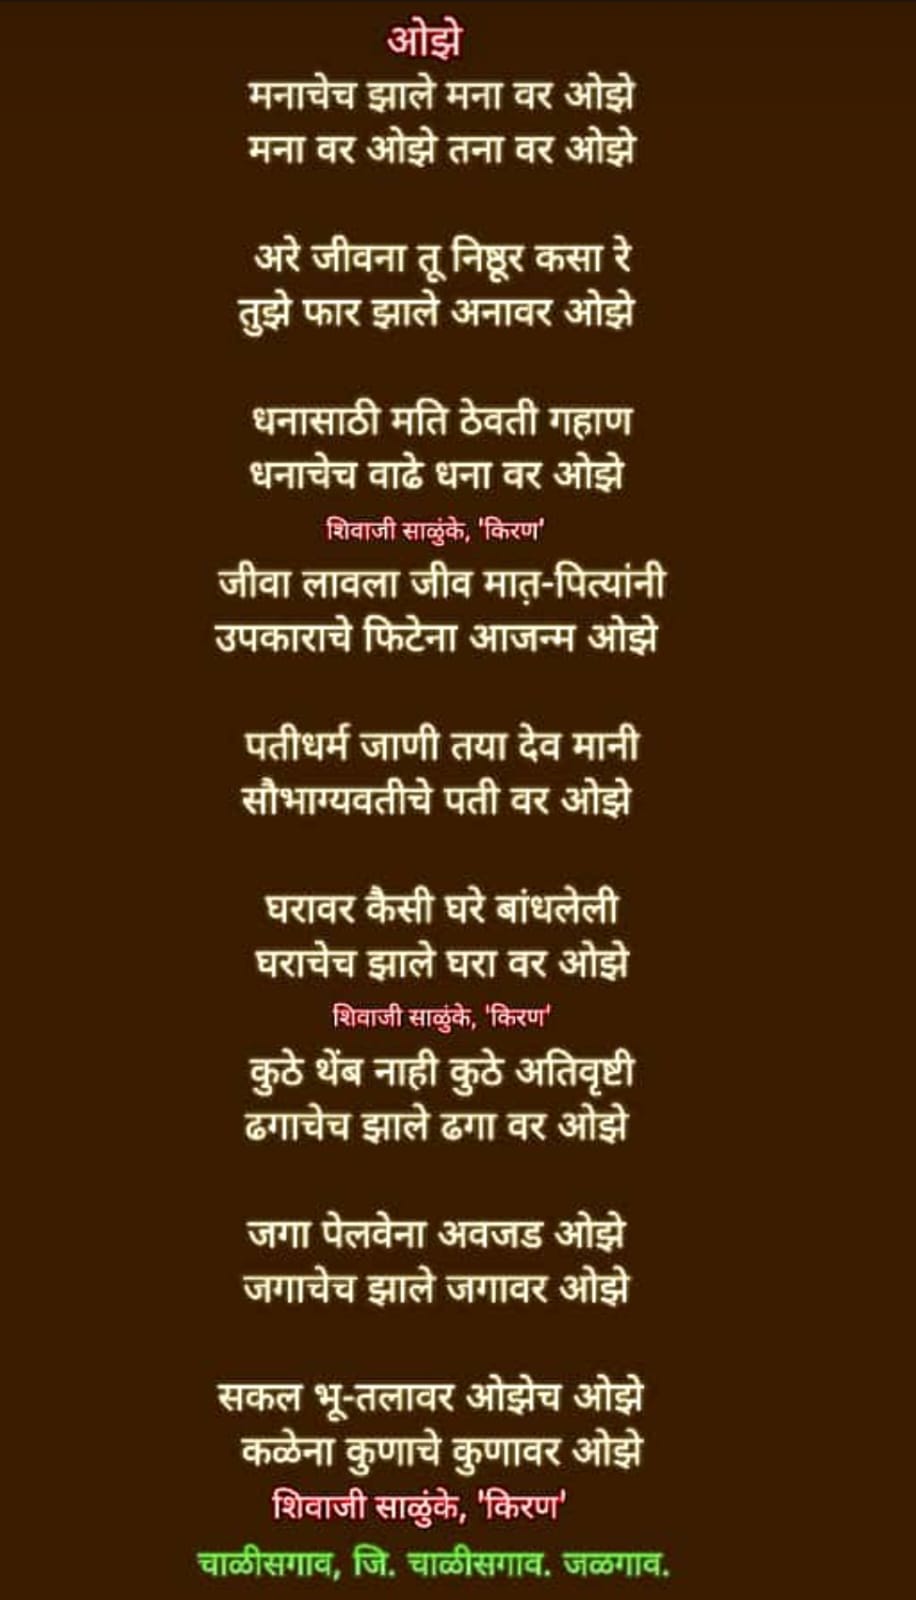 ओझे
मनाचेच झाले मना वर ओझे
मना वर ओझे तना वर ओझे
अरे जीवना तू निष्ठूर कसा रे
तुझे फार झाले अनावर ओझे
धनासाठी मति ठेवती गहाण
धनाचेच वाढे धना वर ओझे
शिवाजी साळुंके, 'किरण'
जीवा लावला जीव मात़-पित्यांनी
उपकाराचे फिटेना आजन्म ओझे
पतीधर्म जाणी तया देव मानी
सौभाग्यवतीचे पती वर ओझे
घरावर कैसी घरे बांधलेली
घराचेच झाले घरा वर ओझे
शिवाजी साळुंके, 'किरण'
कुठे थेंब नाही कुठे अतिवृष्टी
ढगाचेच झाले ढगा वर ओझे
जगा पेलवेना अवजड ओझे
जगाचेच झाले जगावर ओझे
सकल भू-तलावर ओझेच ओझे
कळेना कुणाचे कुणावर ओझे
शिवाजी साळुंके, 'किरण'
चाळीसगाव, जि. चाळीसगाव. जळगाव.